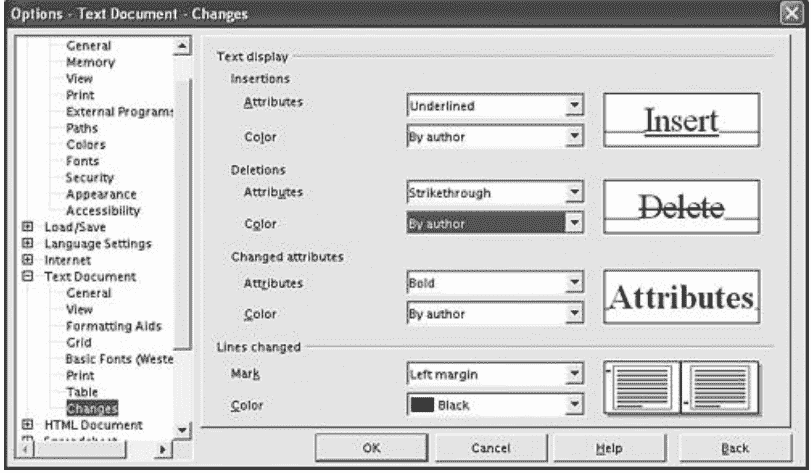 Options - Text Document - Changes
General
Memory
View
Print
External Programs
Paths
Colors
Fonts
Security
Appearance
Accessibility
Load/Save
Language Settings
Internet
Text Document
General
View
Formatting Aids
Grid
Basic Fonts (Weste
Print
Table
Changes
HTML Document
Text display
Insertions
Attributes
Underlined
Insert
Color
By author
Deletions
Attributes
Strikethrough
Delete
Color
By author
Changed attributes
Attributes
Bold
Attributes
Color
By author
Lines changed
Mark
Left margin
Color
Black
OK
Cancel
Help
Back